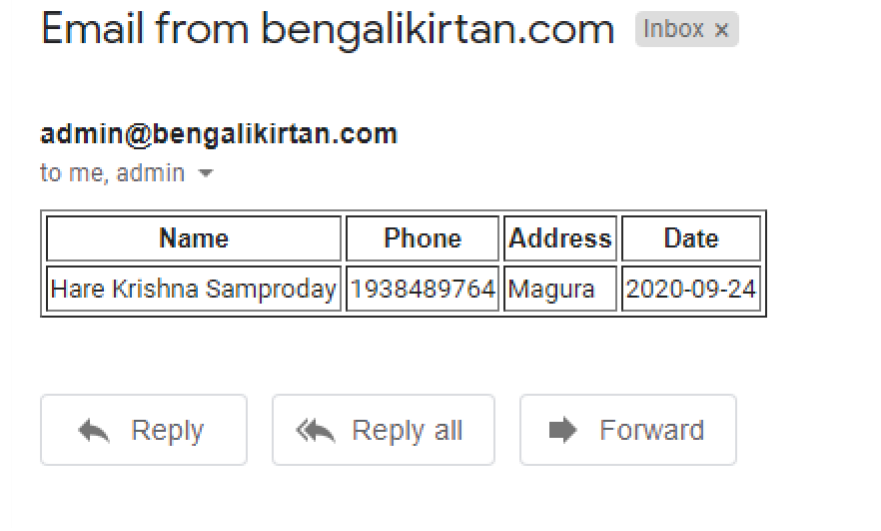 Email from bengalikirtan.com Inbox ×
admin@bengalikirtan.com
to me, admin
Name Phone Address Date
Hare Krishna Samproday 1938489764 Magura 2020-09-24
Reply Reply all Forward